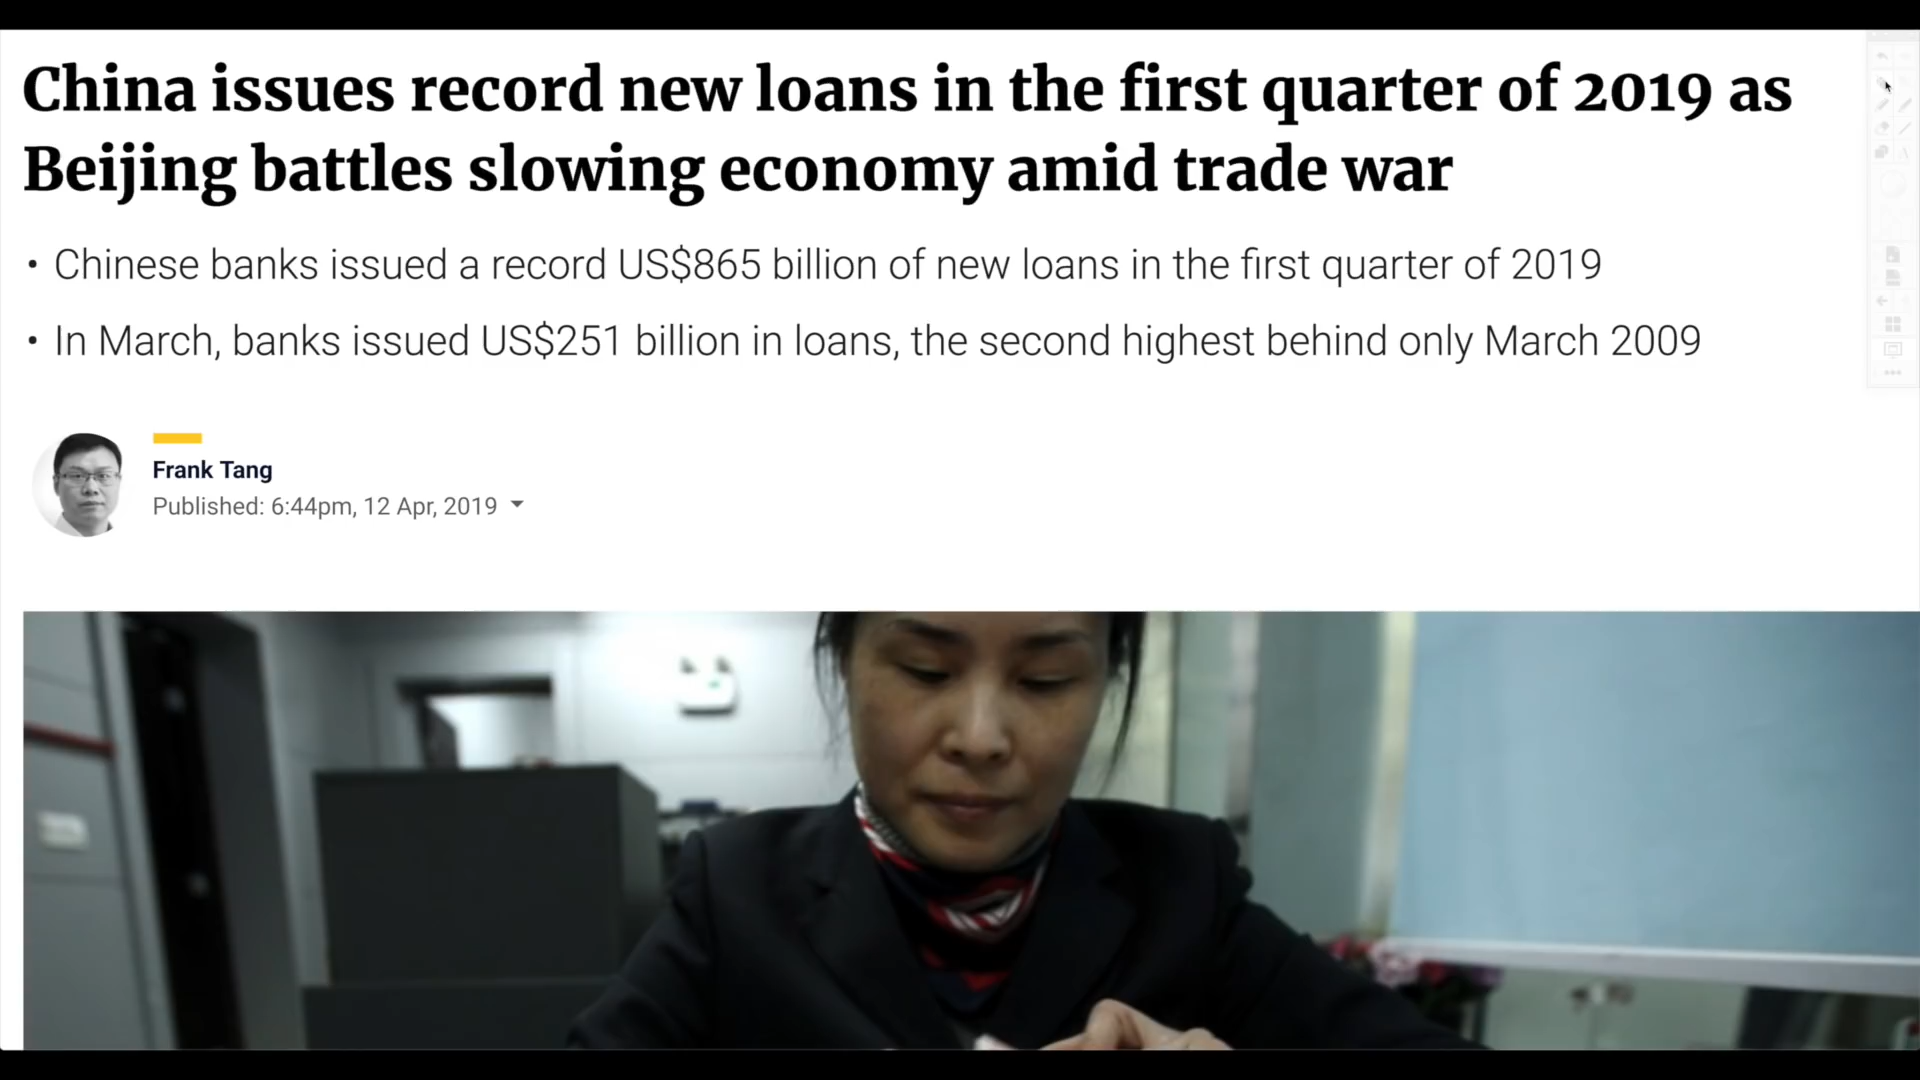 China issues record new loans in the first quarter of 2019 as
Beijing battles slowing economy amid trade war
• Chinese banks issued a record US$865 billion of new loans in the first quarter of 2019
• In March, banks issued US$251 billion in loans, the second highest behind only March 2009
Frank Tang
Published: 6:44pm, 12 Apr, 2019